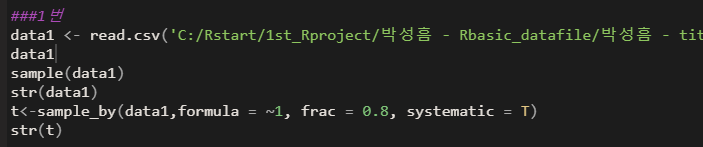 ###1번
data1 <- read.csv('C:/Rstart/1st_Rproject/박성흠 - Rbasic_datafile/박성흠 - tit
data1
sample(data1)
str(data1)
t<-sample_by(data1,formula = ~1, frac = 0.8, systematic = T)
str(t)